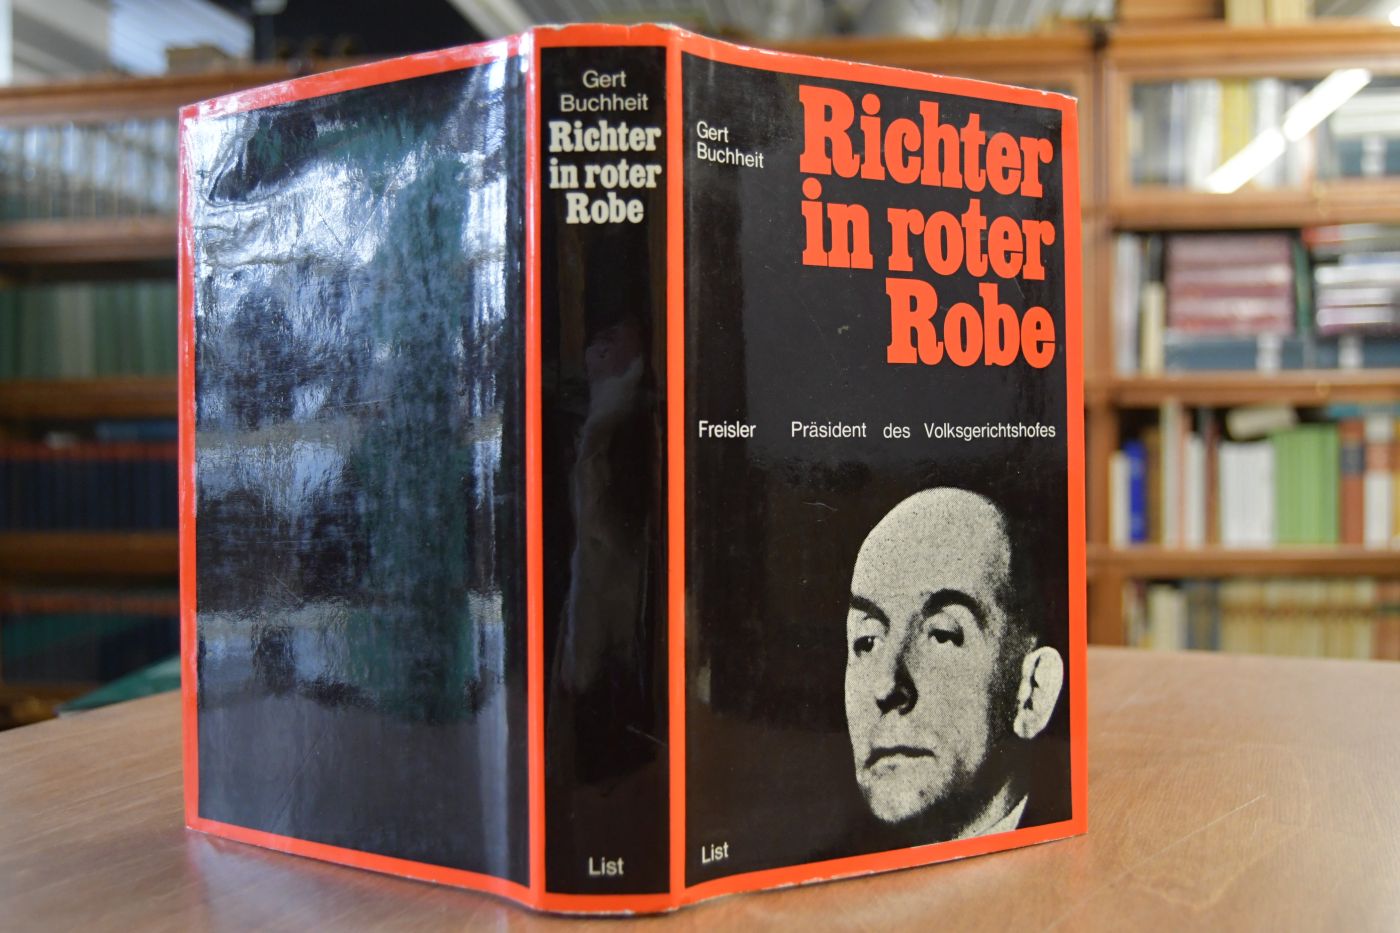 Gert
Buchheit
Richter
in roter
Robe
List
Gert
Buchheit
Richter
in roter
Robe
Freisler Präsident des Volksgerichtshofes
List